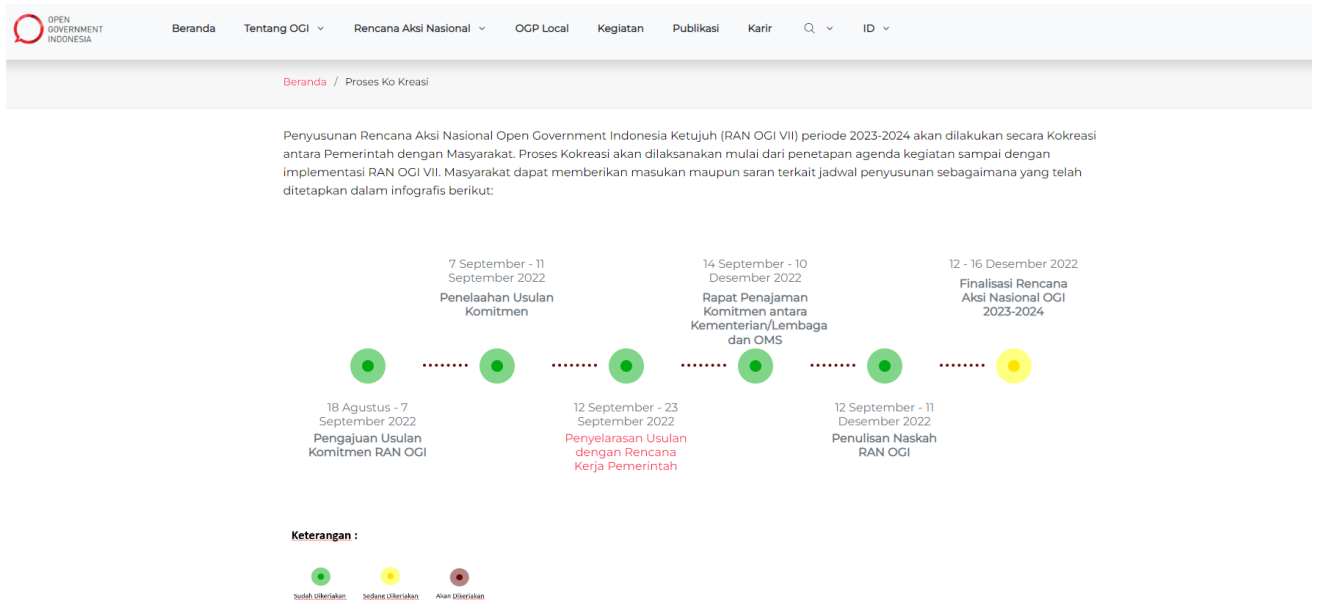 OPEN
GOVERNMENT
INDONESIA
Beranda
Tentang OGI
Rencana Aksi Nasional
OGP Local
Kegiatan
Publikasi
Karir
ID
Beranda / Proses Ko Kreasi
Penyusunan Rencana Aksi Nasional Open Government Indonesia Ketujuh (RAN OGI VII) periode 2023-2024 akan dilakukan secara Kokreasi
antara Pemerintah dengan Masyarakat. Proses Kokreasi akan dilaksanakan mulai dari penetapan agenda kegiatan sampai dengan
implementasi RAN OGI VII. Masyarakat dapat memberikan masukan maupun saran terkait jadwal penyusunan sebagaimana yang telah
ditetapkan dalam infografis berikut:
7 September - 11
September 2022
Penelaahan Usulan
Komitmen
14 September - 10
Desember 2022
Rapat Penajaman
Komitmen antara
Kementerian/Lembaga
dan OMS
12 - 16 Desember 2022
Finalisasi Rencana
Aksi Nasional OGI
2023-2024
18 Agustus - 7
September 2022
Pengajuan Usulan
Komitmen RAN OGI
12 September - 23
September 2022
Penyelarasan Usulan
dengan Rencana
Kerja Pemerintah
12 September - 11
Desember 2022
Penulisan Naskah
RAN OGI
Keterangan :
Sudah Dikerjakan
Sedang Dikerjakan
Akan Dikerjakan